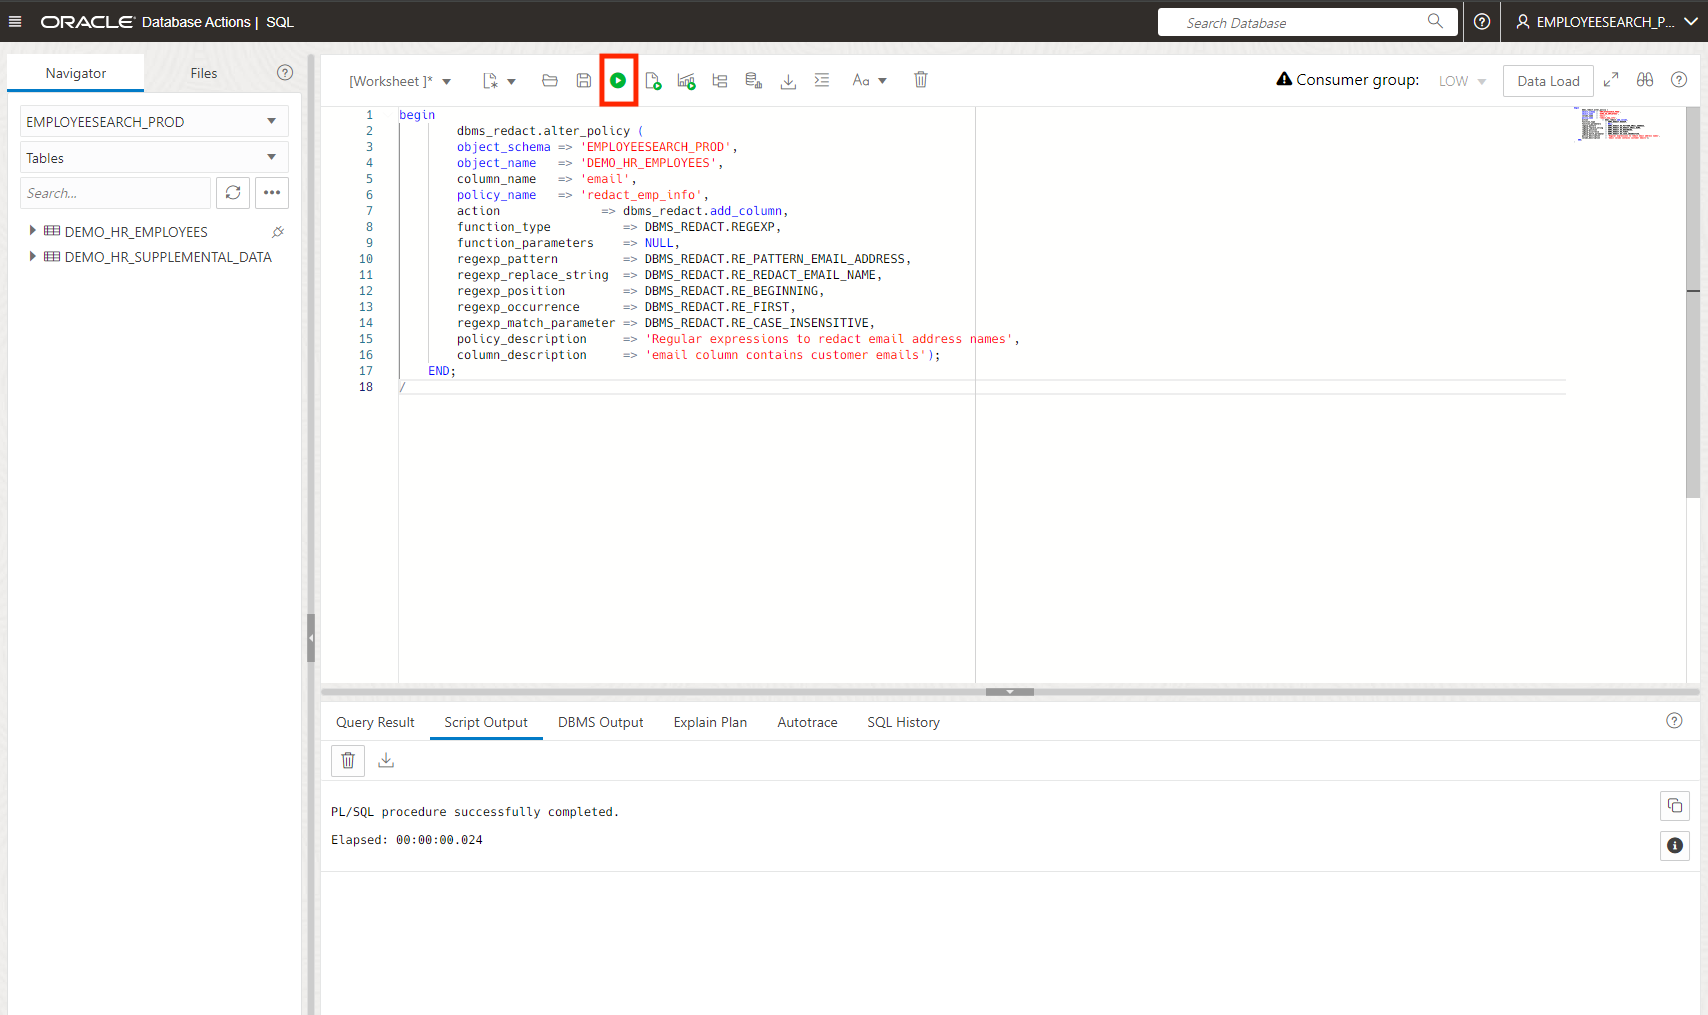 ORACLE Database Actions | SQL
Search Database
EMPLOYEESEARCH_P...
Navigator
Files
EMPLOYEESEARCH_PROD
Tables
Search...
DEMO_HR_EMPLOYEES
DEMO_HR_SUPPLEMENTAL_DATA
[Worksheet ]*
Aa
Consumer group:
LOW
Data Load
1 begin
2 dbms_redact.alter_policy (
3 object_schema => 'EMPLOYEESEARCH_PROD',
4 object_name => 'DEMO_HR_EMPLOYEES',
5 column_name => 'email',
6 policy_name => 'redact_emp_info',
7 action => dbms_redact.add_column,
8 function_type => DBMS_REDACT.REGEXP,
9 function_parameters => NULL,
10 regexp_pattern => DBMS_REDACT.RE_PATTERN_EMAIL_ADDRESS,
11 regexp_replace_string => DBMS_REDACT.RE_REDACT_EMAIL_NAME,
12 regexp_position => DBMS_REDACT.RE_BEGINNING,
13 regexp_occurrence => DBMS_REDACT.RE_FIRST,
14 regexp_match_parameter => DBMS_REDACT.RE_CASE_INSENSITIVE,
15 policy_description => 'Regular expressions to redact email address names',
16 column_description => 'email column contains customer emails');
17 END;
18 /
Query Result
Script Output
DBMS Output
Explain Plan
Autotrace
SQL History
PL/SQL procedure successfully completed.
Elapsed: 00:00:00.024